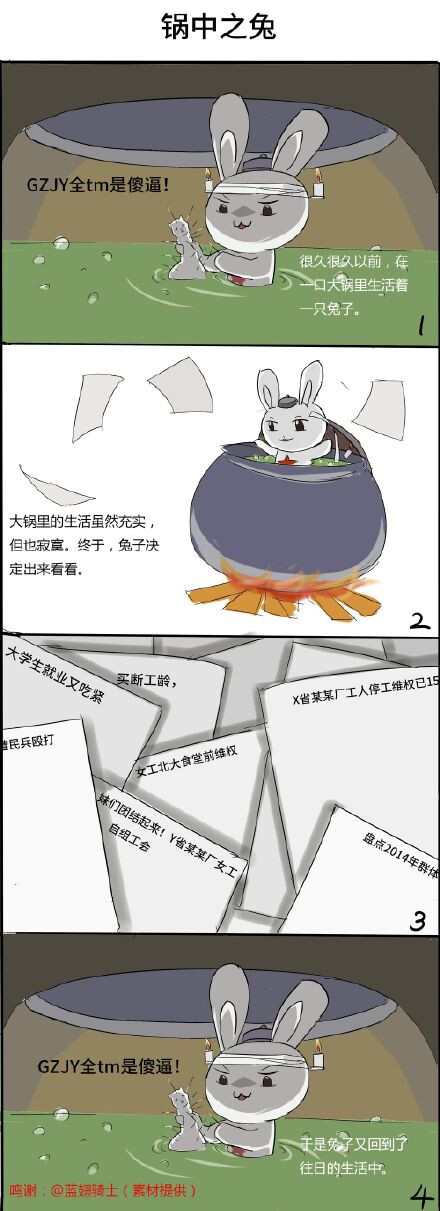 锅中之兔
GZJY全tm是傻逼！
很久很久以前，在
一口大锅里生活着
一只兔子。
1
大锅里的生活虽然充实，
但也寂寞。终于，兔子决
定出来看看。
2
大学生就业又吃紧
买断工龄，
X省某某厂工人停工维权已15
民兵殴打
女工北大食堂前维权
妹们团结起来！Y省某某厂女工
自组工会
盘点2014年群体
3
GZJY全tm是傻逼！
于是兔子又回到了
往日的生活中。
鸣谢：@蓝翅骑士（素材提供）
4